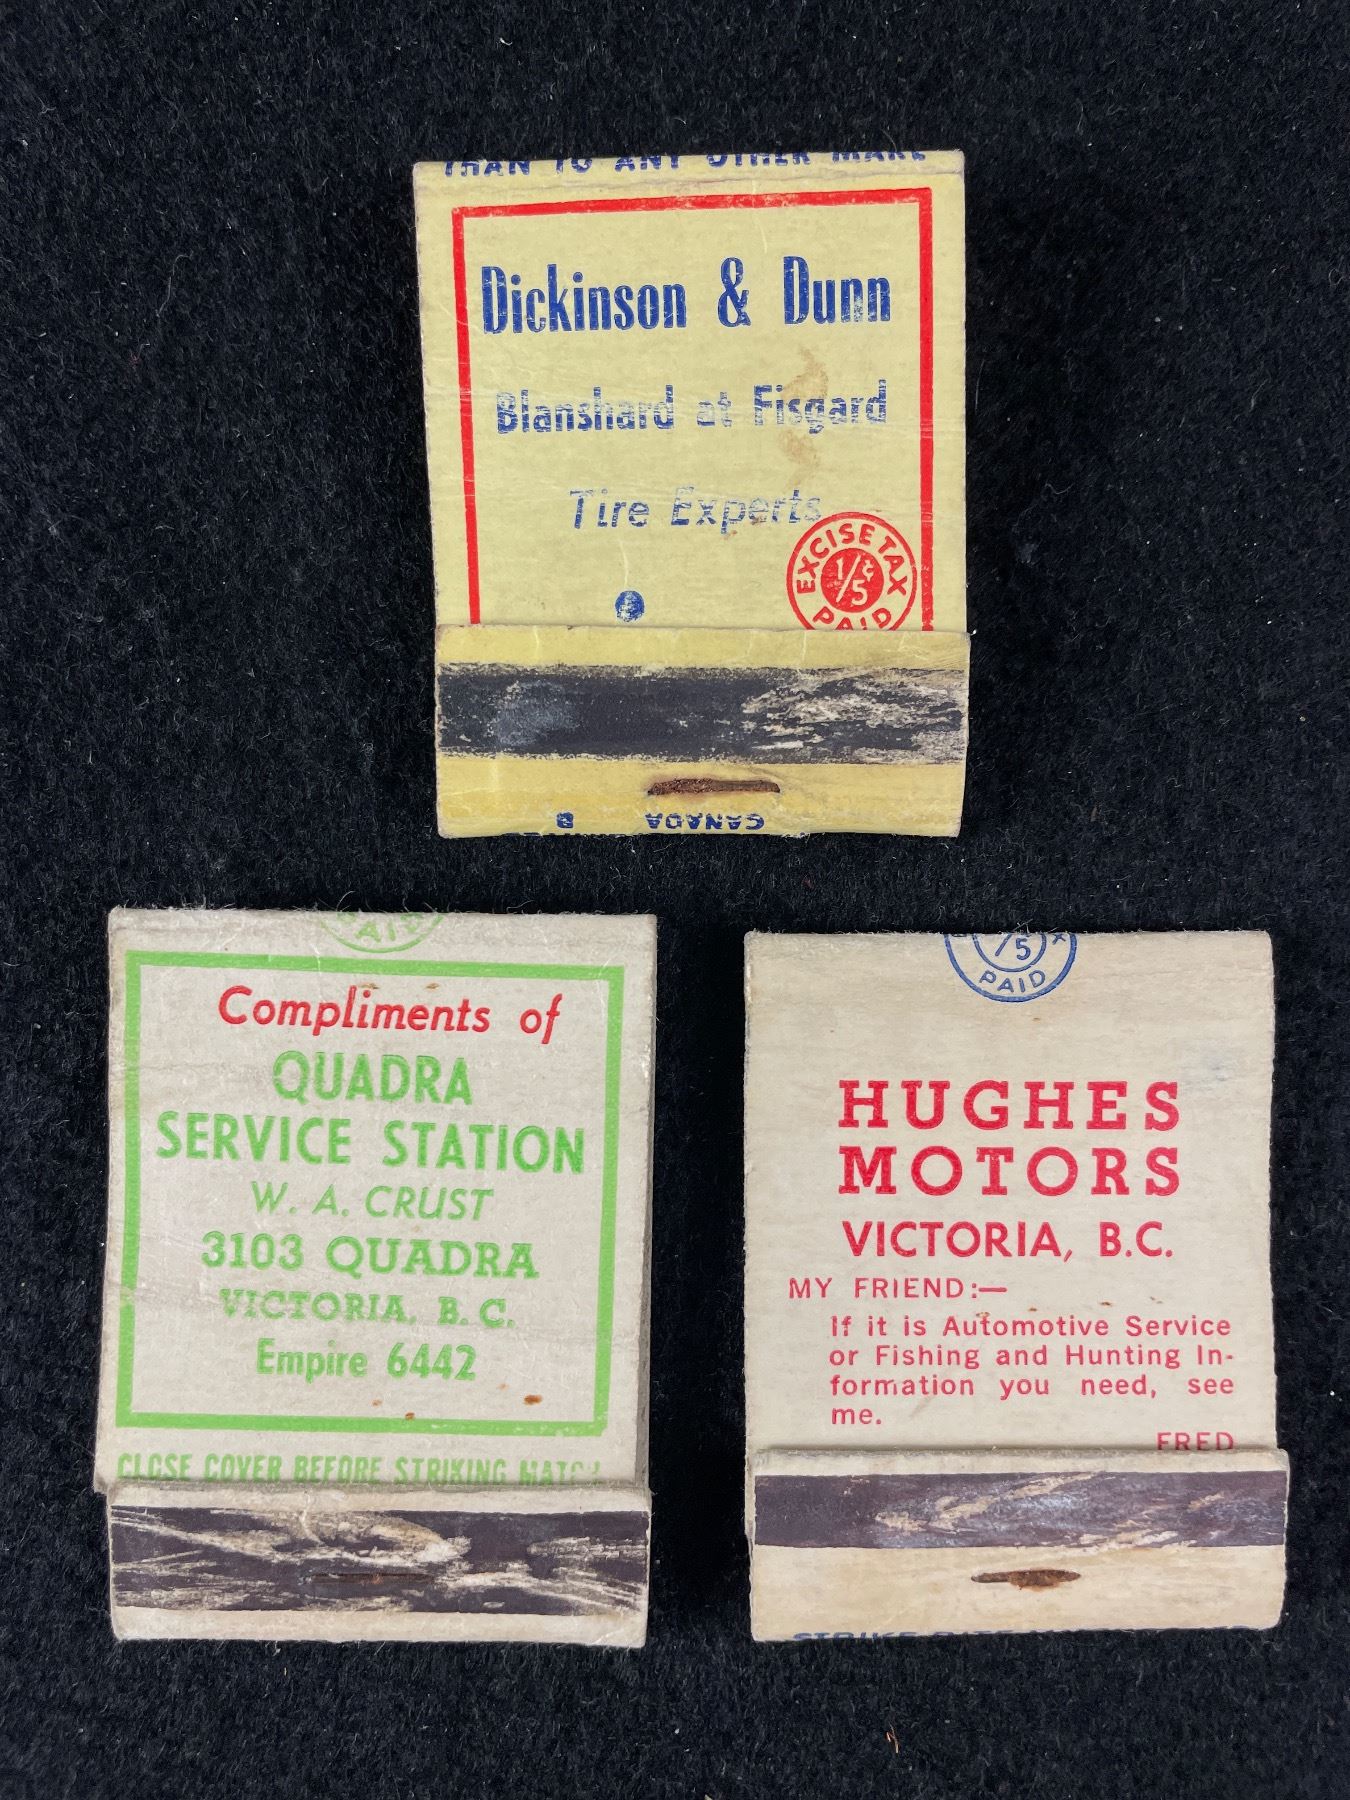 THAN TO ANY OTHER MAKE
Dickinson & Dunn
Blanshard at Fisgard
Tire Experts
EXCISE TAX
1/5¢
PAID
CANADA B
PAID
Compliments of
QUADRA
SERVICE STATION
W. A. CRUST
3103 QUADRA
VICTORIA, B. C.
Empire 6442
CLOSE COVER BEFORE STRIKING MATCH
/5
PAID
HUGHES
MOTORS
VICTORIA, B.C.
MY FRIEND:—
If it is Automotive Service
or Fishing and Hunting In-
formation you need, see
me.
FRED